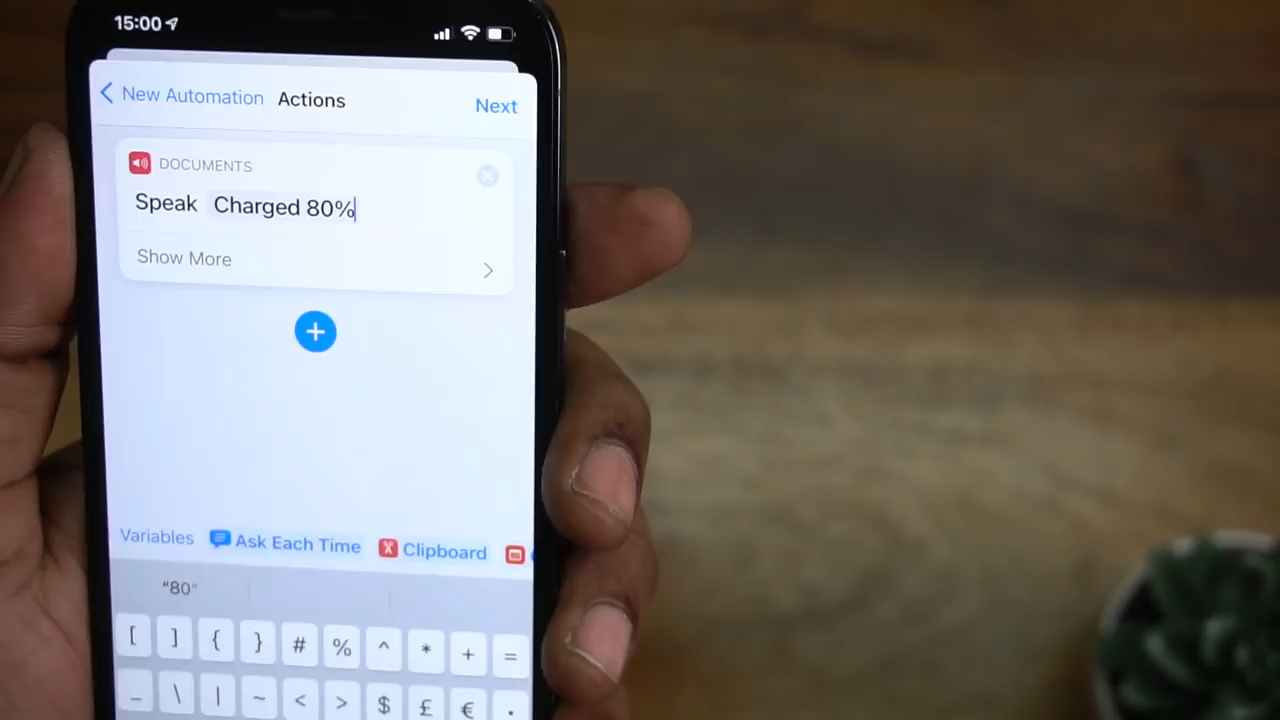 15:00
New Automation Actions Next
DOCUMENTS
Speak Charged 80%
Show More
Variables Ask Each Time Clipboard
"80"
[ ] { } # % ^ * + =
_ \ | ~ < > $ £ € .